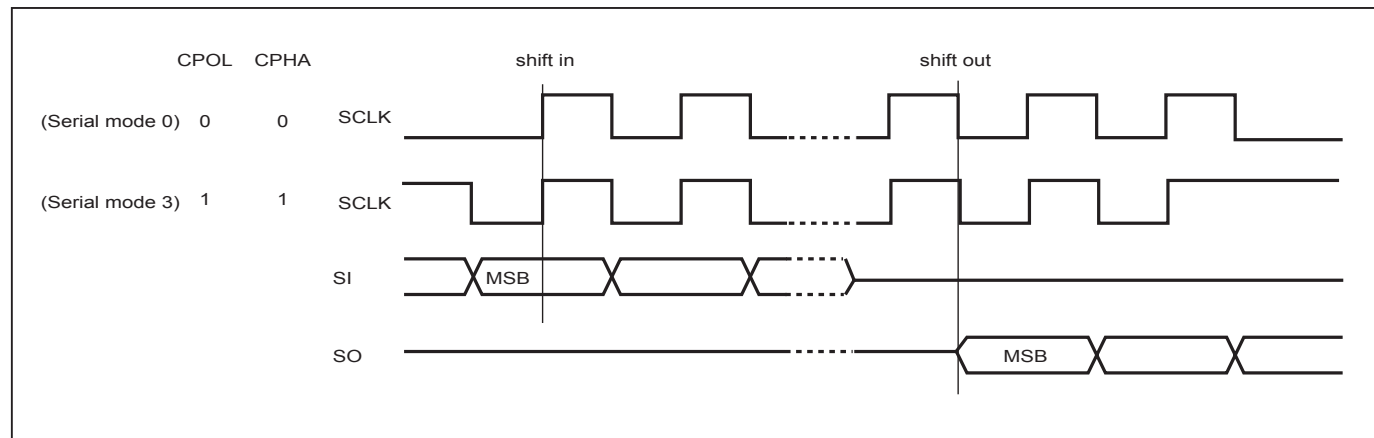 CPOL CPHA shift in shift out
(Serial mode 0) 0 0 SCLK
(Serial mode 3) 1 1 SCLK
SI MSB
SO MSB